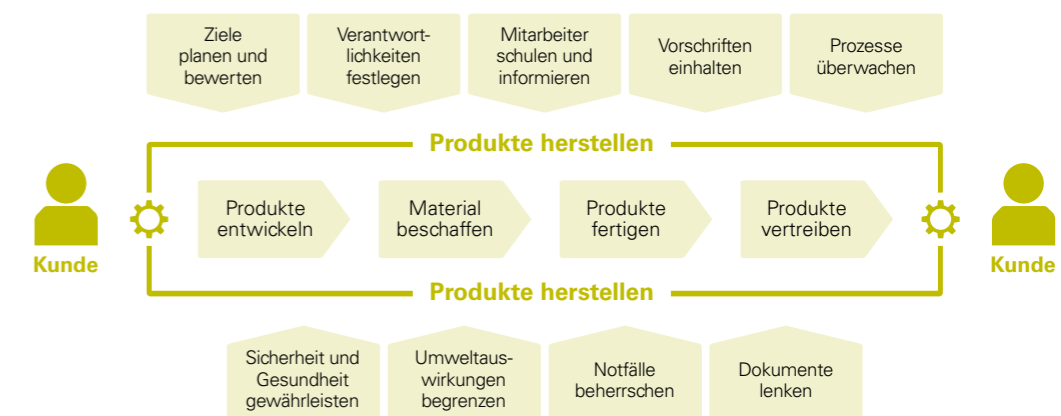 Ziele
planen und
bewerten
Verantwort-
lichkeiten
festlegen
Mitarbeiter
schulen und
informieren
Vorschriften
einhalten
Prozesse
überwachen
Produkte herstellen
Kunde
Produkte
entwickeln
Material
beschaffen
Produkte
fertigen
Produkte
vertreiben
Kunde
Produkte herstellen
Sicherheit und
Gesundheit
gewährleisten
Umweltaus-
wirkungen
begrenzen
Notfälle
beherrschen
Dokumente
lenken